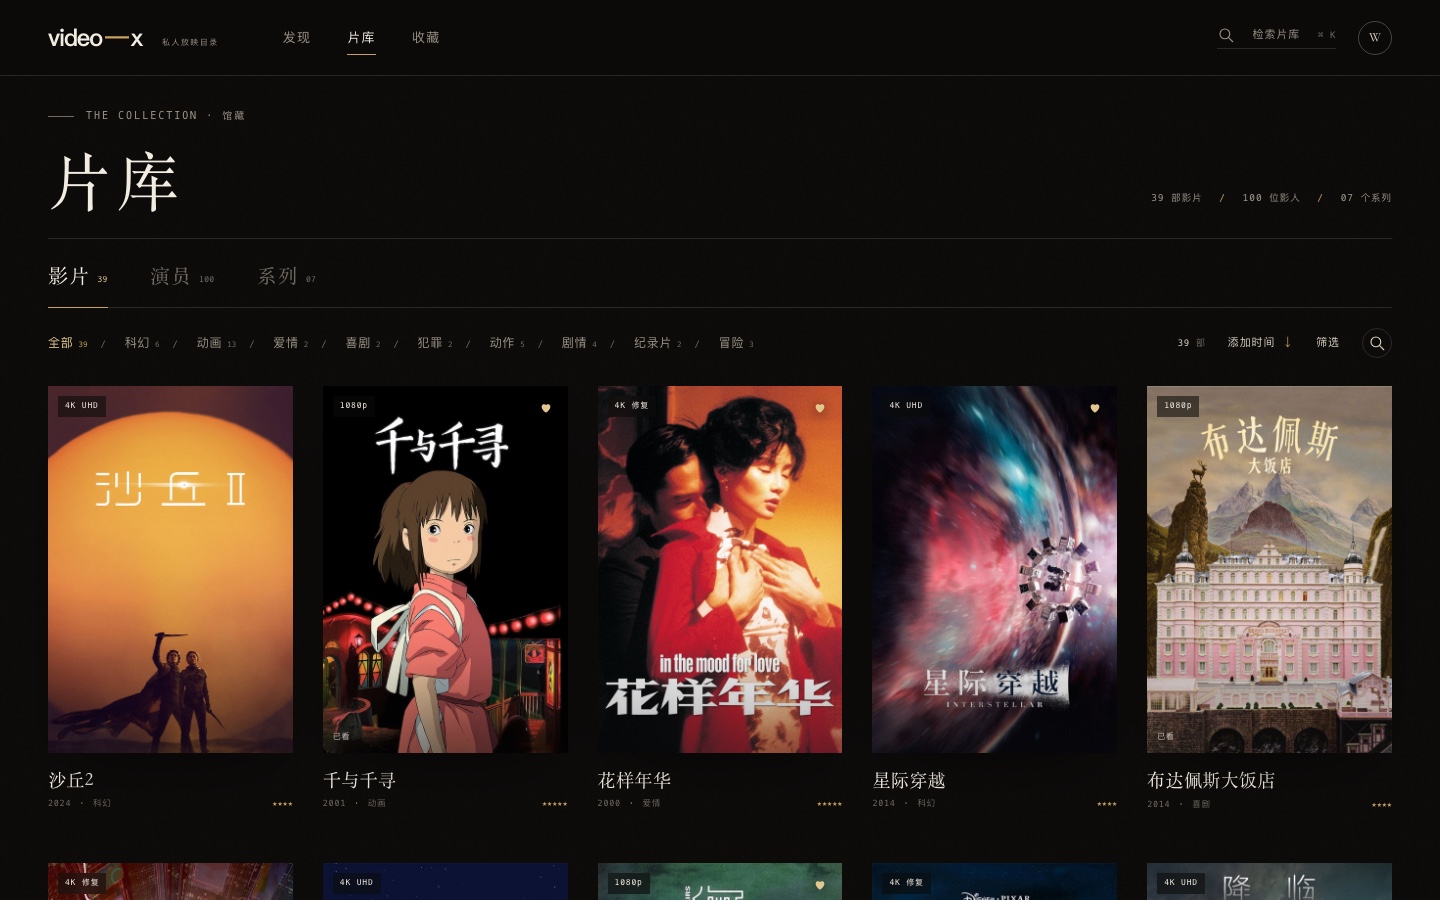 video—x 私人放映目录 发现 片库 收藏 检索片库 ⌘ K W
THE COLLECTION · 馆藏
片库
39 部影片 / 100 位影人 / 07 个系列
影片 39 演员 100 系列 07
全部 39 / 科幻 6 / 动画 13 / 爱情 2 / 喜剧 2 / 犯罪 2 / 动作 5 / 剧情 4 / 纪录片 2 / 冒险 3
39 部 添加时间 ↓ 筛选
4K UHD
沙丘 II
沙丘2
2024 · 科幻 ★★★★
1080p
千与千寻
已看
千与千寻
2001 · 动画 ★★★★★
4K 修复
in the mood for love
花样年华
花样年华
2000 · 爱情 ★★★★★
4K UHD
星际穿越
INTERSTELLAR
星际穿越
2014 · 科幻 ★★★★
1080p
布达佩斯
大饭店
已看
布达佩斯大饭店
2014 · 喜剧 ★★★★
4K 修复
4K UHD
1080p
4K 修复
Disney · PIXAR
4K UHD
降临